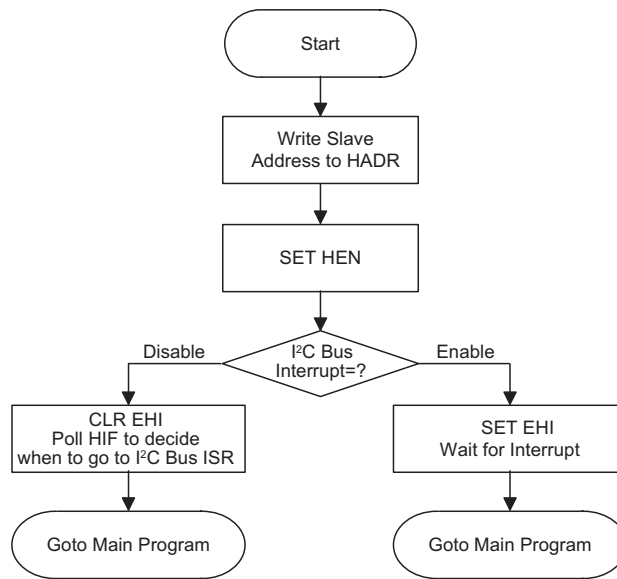 Start
Write Slave
Address to HADR
SET HEN
Disable
I²C Bus
Interrupt=?
Enable
CLR EHI
Poll HIF to decide
when to go to I²C Bus ISR
SET EHI
Wait for Interrupt
Goto Main Program
Goto Main Program